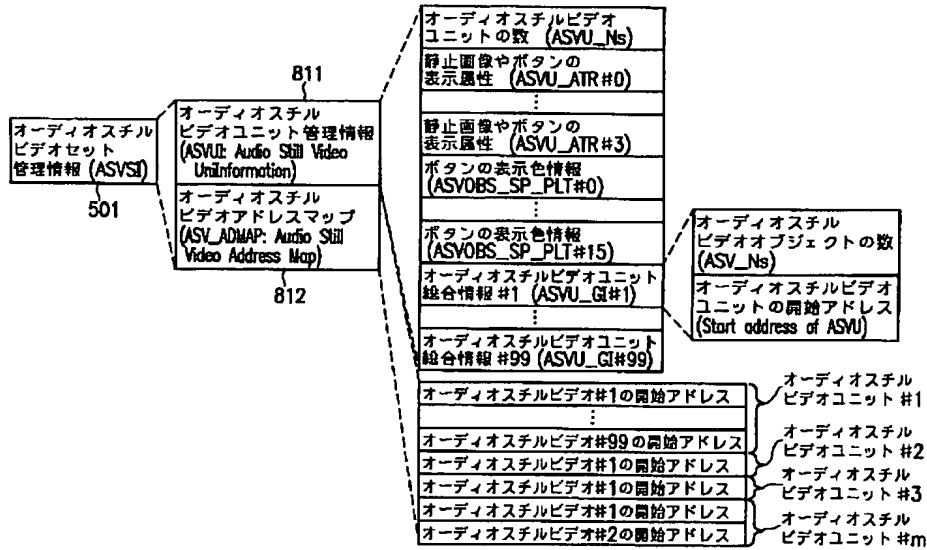 オーディオスチル
ビデオセット
管理情報 (ASVSI)
501
811
オーディオスチル
ビデオユニット管理情報
(ASVUI: Audio Still Video
UniInformation)
オーディオスチル
ビデオアドレスマップ
(ASV_ADMAP: Audio Still
Video Address Map)
812
オーディオスチルビデオ
ユニットの数 (ASVU_Ns)
静止画像やボタンの
表示属性 (ASVU_ATR#0)
⋮
静止画像やボタンの
表示属性 (ASVU_ATR#3)
ボタンの表示色情報
(ASVOBS_SP_PLT#0)
⋮
ボタンの表示色情報
(ASVOBS_SP_PLT#15)
オーディオスチルビデオユニット
総合情報 #1 (ASVU_GI#1)
⋮
オーディオスチルビデオユニット
総合情報 #99 (ASVU_GI#99)
オーディオスチル
ビデオオブジェクトの数
(ASV_Ns)
オーディオスチルビデオ
ユニットの開始アドレス
(Start address of ASVU)
オーディオスチルビデオ#1の開始アドレス
⋮
オーディオスチルビデオ#99の開始アドレス
オーディオスチルビデオ#1の開始アドレス
オーディオスチルビデオ#1の開始アドレス
オーディオスチルビデオ#1の開始アドレス
オーディオスチルビデオ#2の開始アドレス
オーディオスチル
ビデオユニット #1
オーディオスチル
ビデオユニット #2
オーディオスチル
ビデオユニット #3
オーディオスチル
ビデオユニット #m